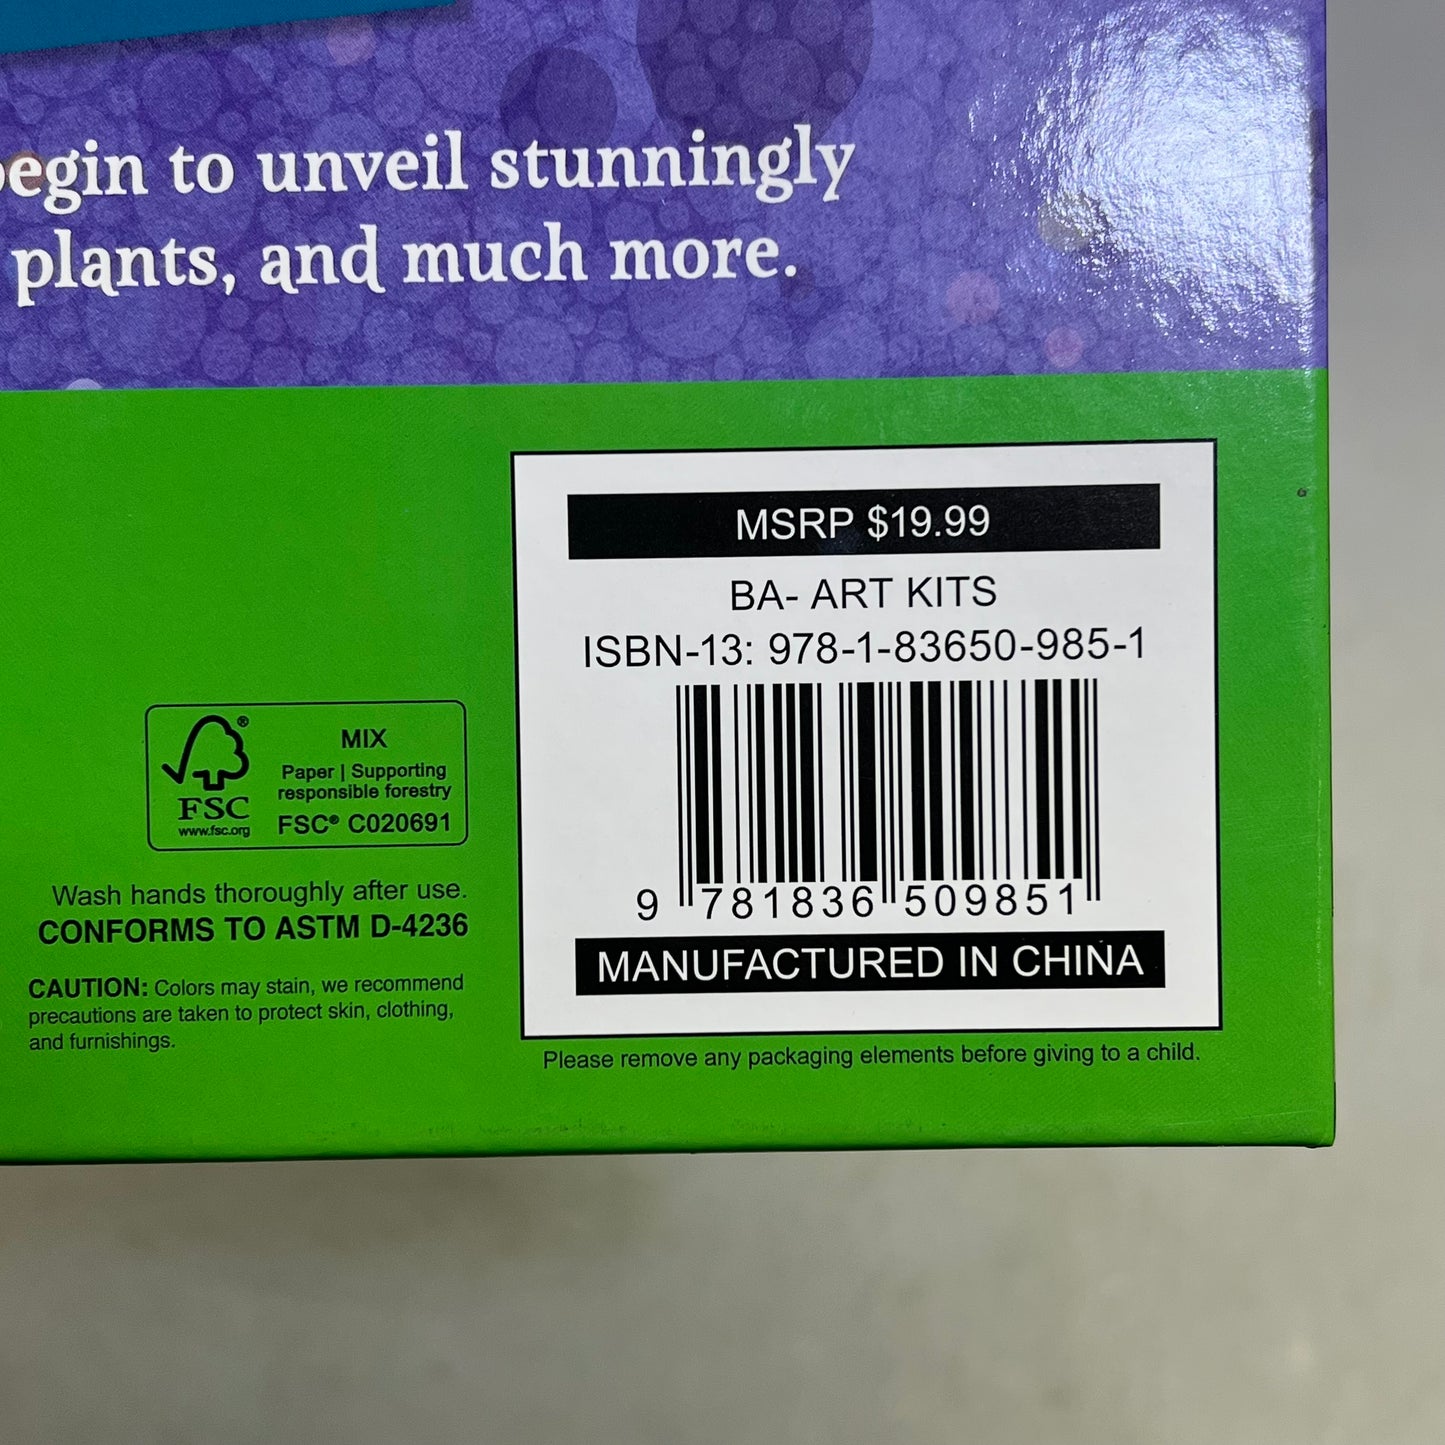 begin to unveil stunningly
plants, and much more.
MSRP $19.99
BA- ART KITS
ISBN-13: 978-1-83650-985-1
9 781836 509851
MANUFACTURED IN CHINA
Please remove any packaging elements before giving to a child.
®
FSC
www.fsc.org
MIX
Paper | Supporting
responsible forestry
FSC® C020691
Wash hands thoroughly after use.
CONFORMS TO ASTM D-4236
CAUTION: Colors may stain, we recommend
precautions are taken to protect skin, clothing,
and furnishings.